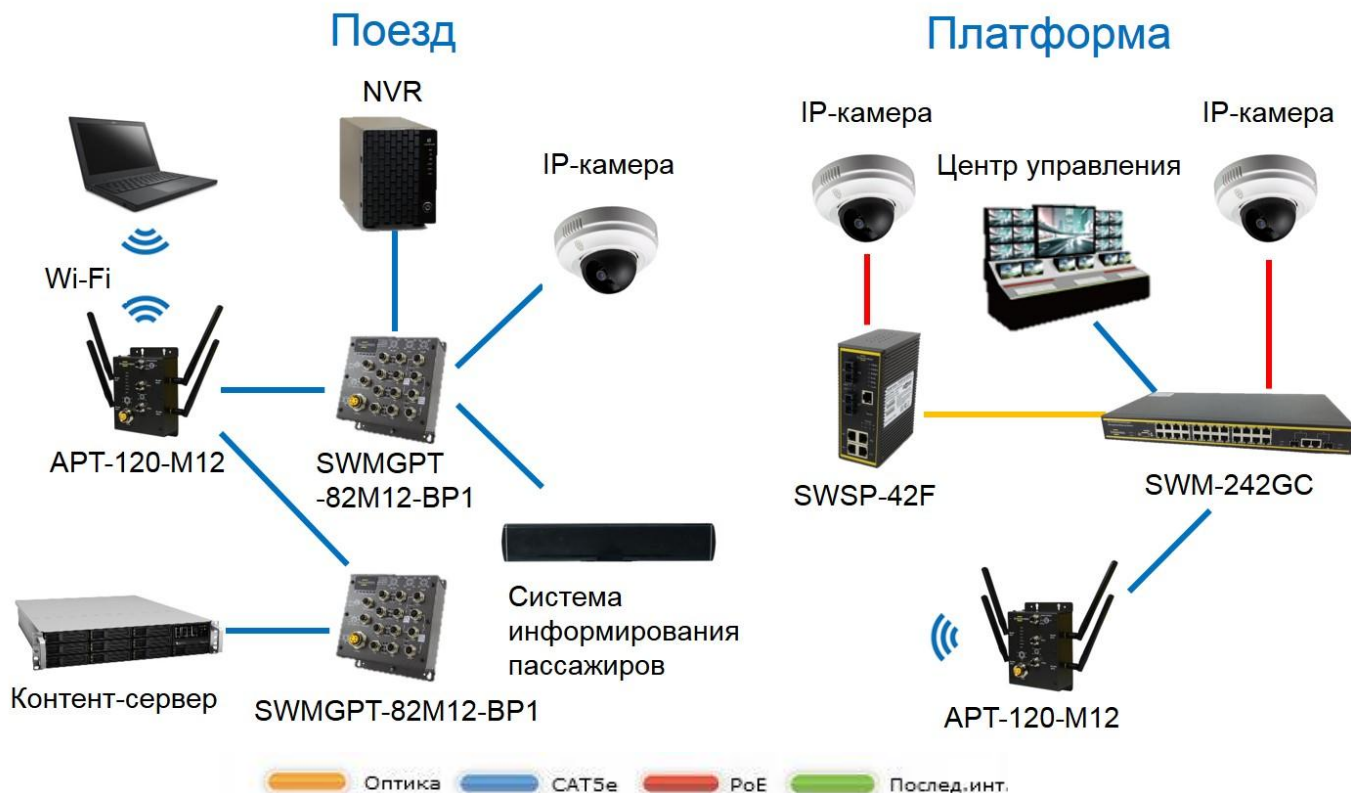 Поезд
Платформа
NVR
IP-камера
IP-камера
IP-камера
Центр управления
Wi-Fi
APT-120-M12
SWMGPT
-82M12-BP1
SWSP-42F
SWM-242GC
Система
информирования
пассажиров
Контент-сервер
SWMGPT-82M12-BP1
APT-120-M12
Оптика
CAT5e
PoE
Послед.инт.